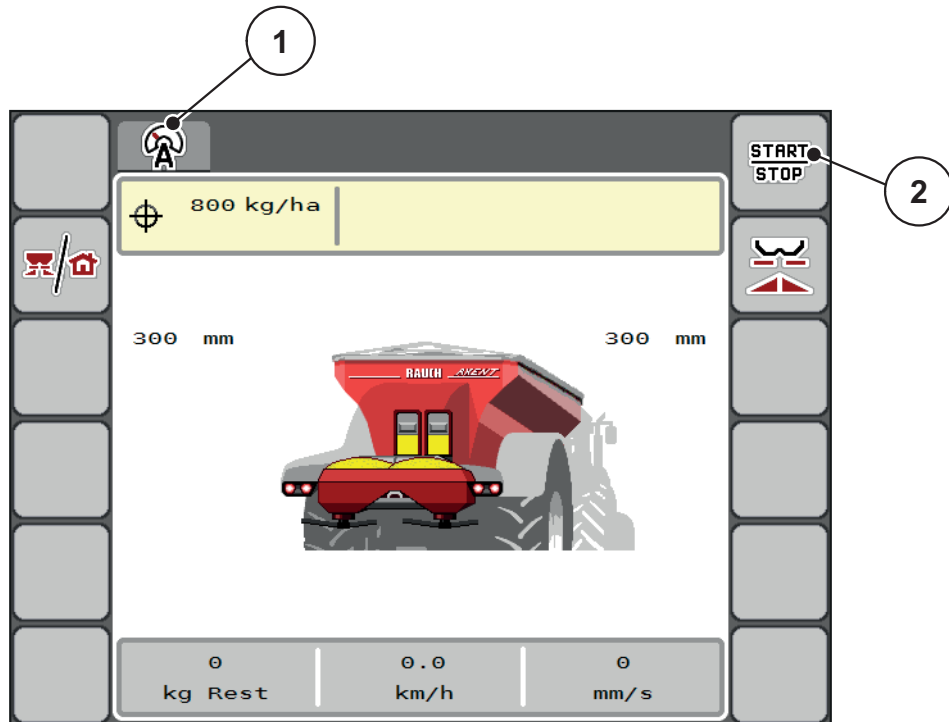 1
A
START
STOP
2
800 kg/ha
300 mm
300 mm
RAUCH AXENT
0
kg Rest
0.0
km/h
0
mm/s